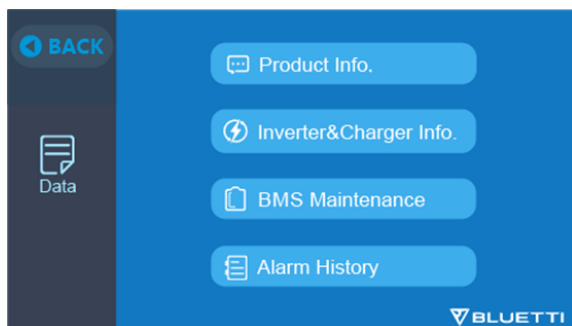 BACK
Data
Product Info.
Inverter&Charger Info.
BMS Maintenance
Alarm History
BLUETTI